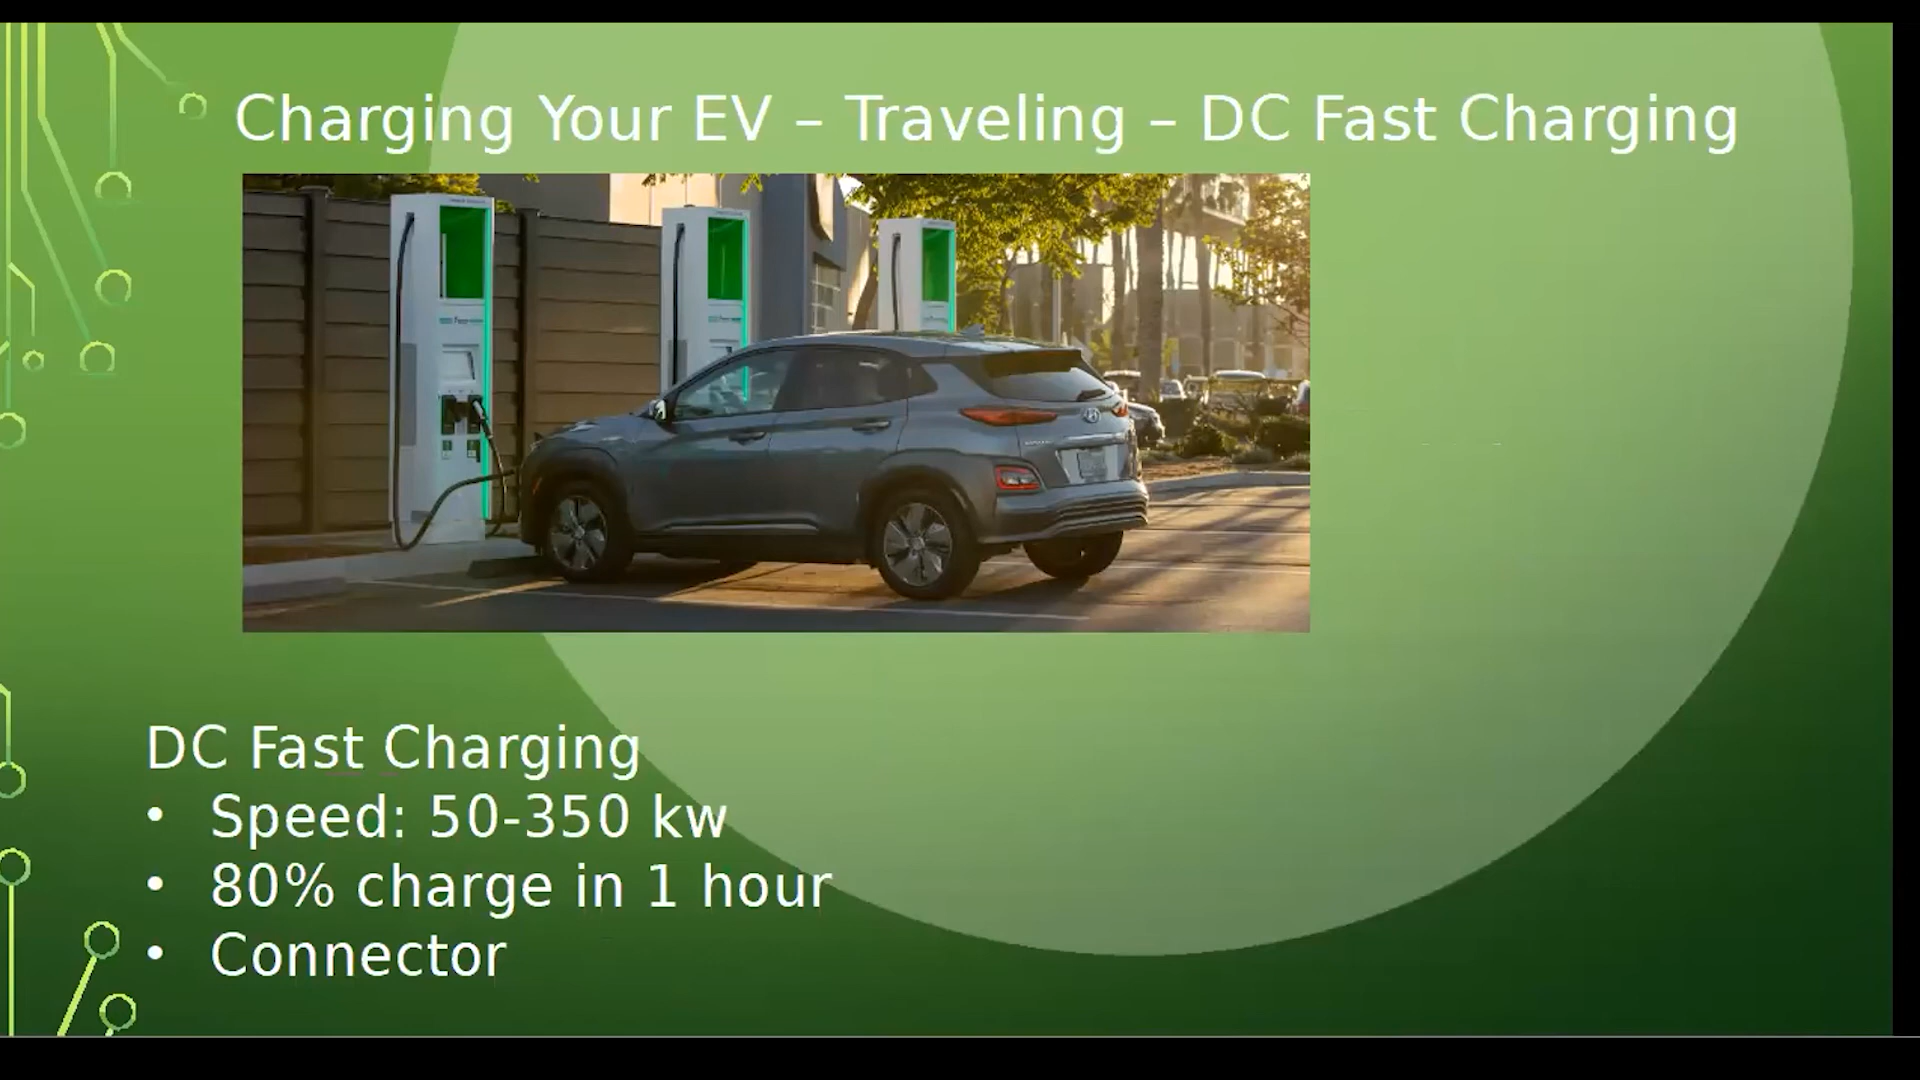 Charging Your EV – Traveling – DC Fast Charging
DC Fast Charging
• Speed: 50-350 kw
• 80% charge in 1 hour
• Connector